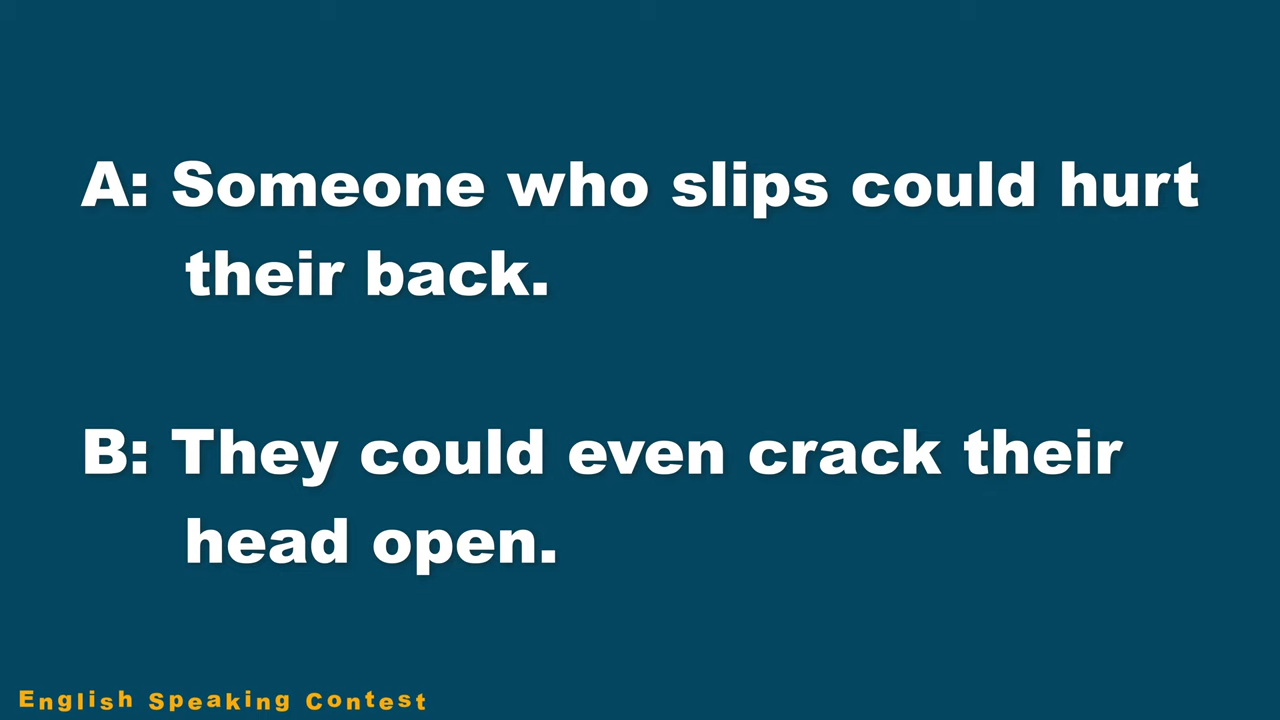 A: Someone who slips could hurt
their back.
B: They could even crack their
head open.
English Speaking Contest